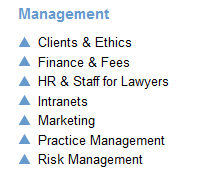 Management
Clients & Ethics
Finance & Fees
HR & Staff for Lawyers
Intranets
Marketing
Practice Management
Risk Management